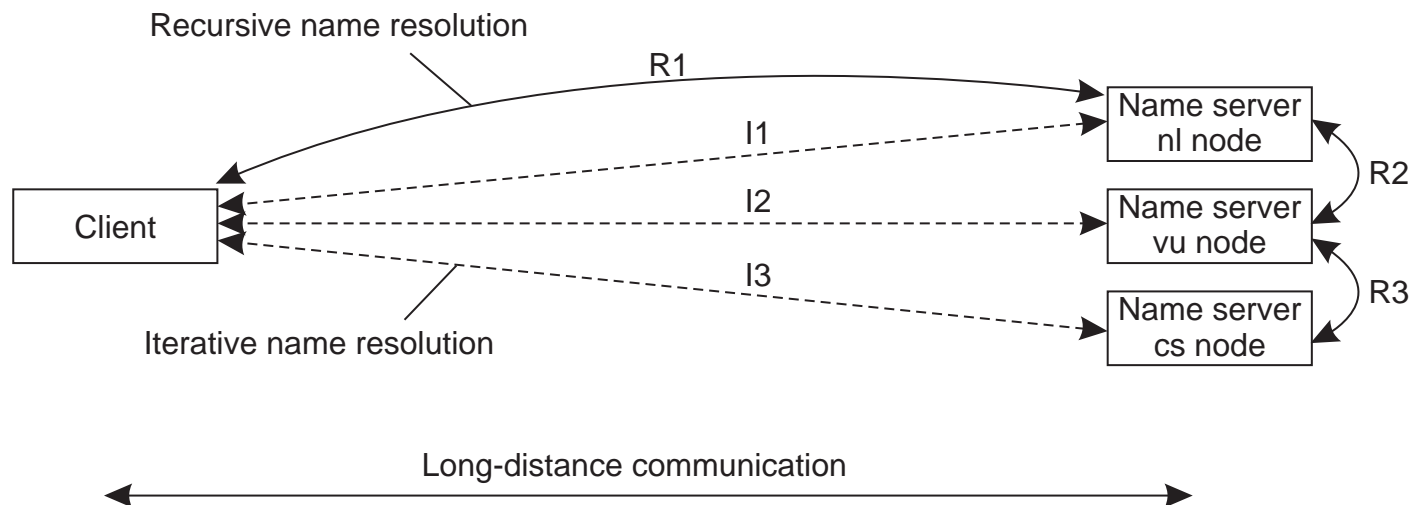 Recursive name resolution
R1
Name server
nl node
I1
R2
I2
Client
Name server
vu node
I3
R3
Name server
cs node
Iterative name resolution
Long-distance communication